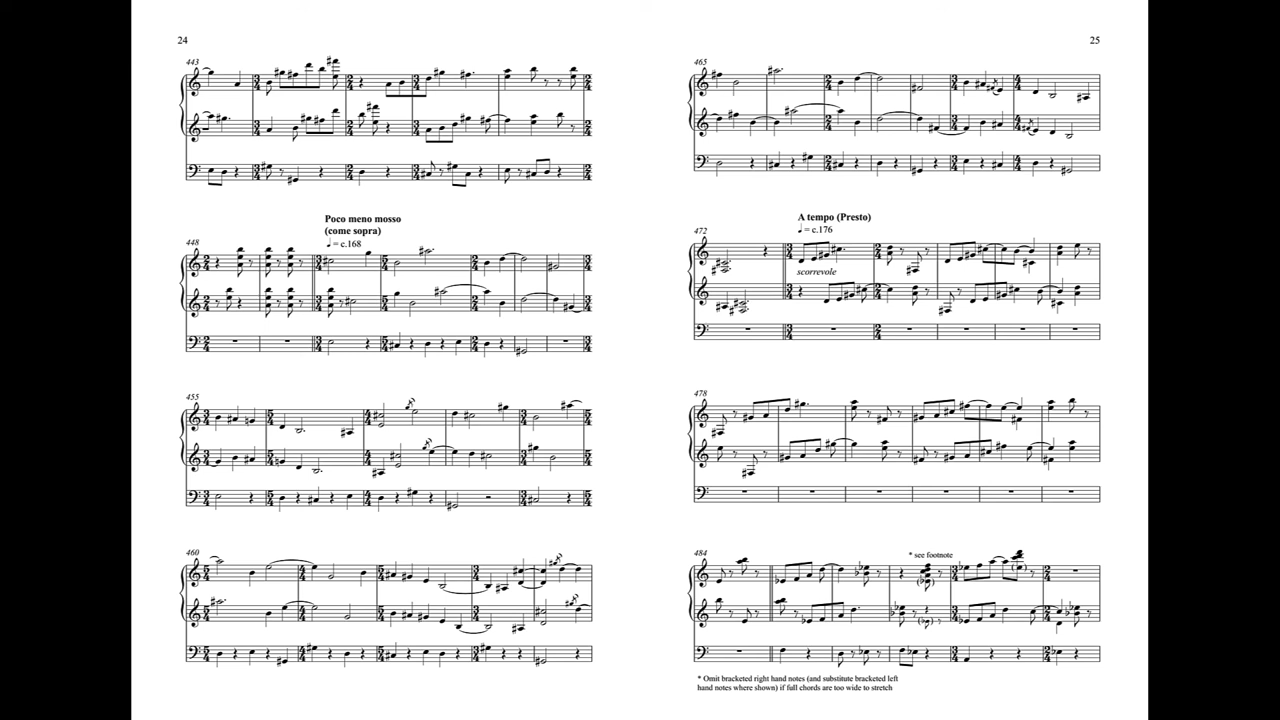 24
443
Poco meno mosso
(come sopra)
♩ = c.168
448
455
460
25
465
A tempo (Presto)
♩ = c.176
472
scorrevole
478
484
* see footnote
* Omit bracketed right hand notes (and substitute bracketed left
hand notes where shown) if full chords are too wide to stretch